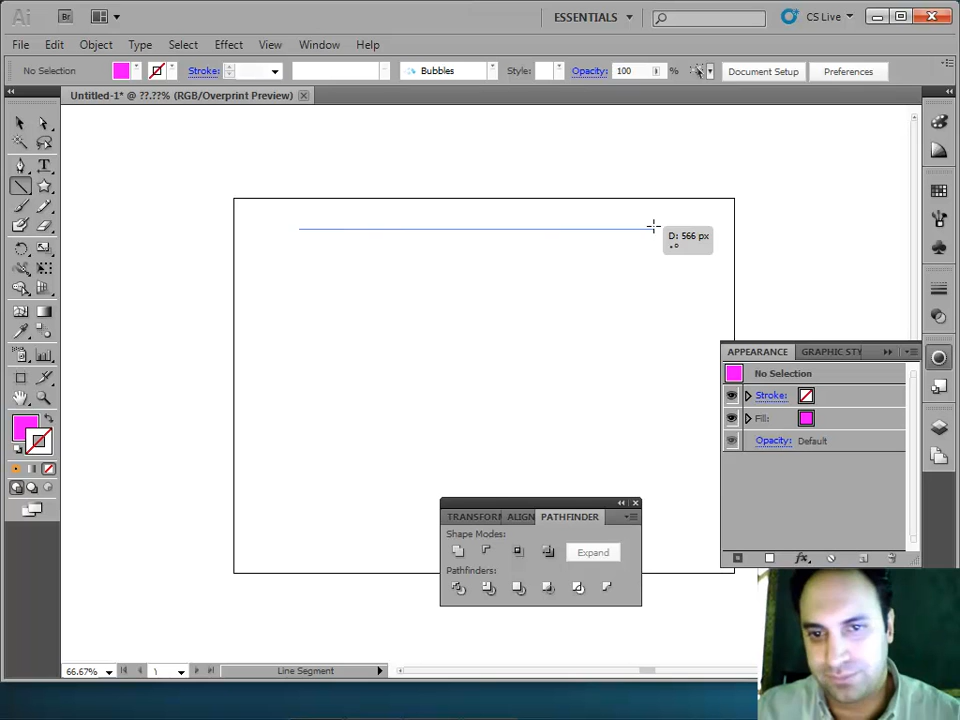 Ai Br ESSENTIALS CS Live
File Edit Object Type Select Effect View Window Help
No Selection Stroke: Bubbles Style: Opacity: 100 % Document Setup Preferences
Untitled-1* @ ??.??% (RGB/Overprint Preview)
D: 566 px
۰°
APPEARANCE GRAPHIC STY
No Selection
Stroke:
Fill:
Opacity: Default
TRANSFORM ALIGN PATHFINDER
Shape Modes:
Expand
Pathfinders:
66.67% ۱ Line Segment